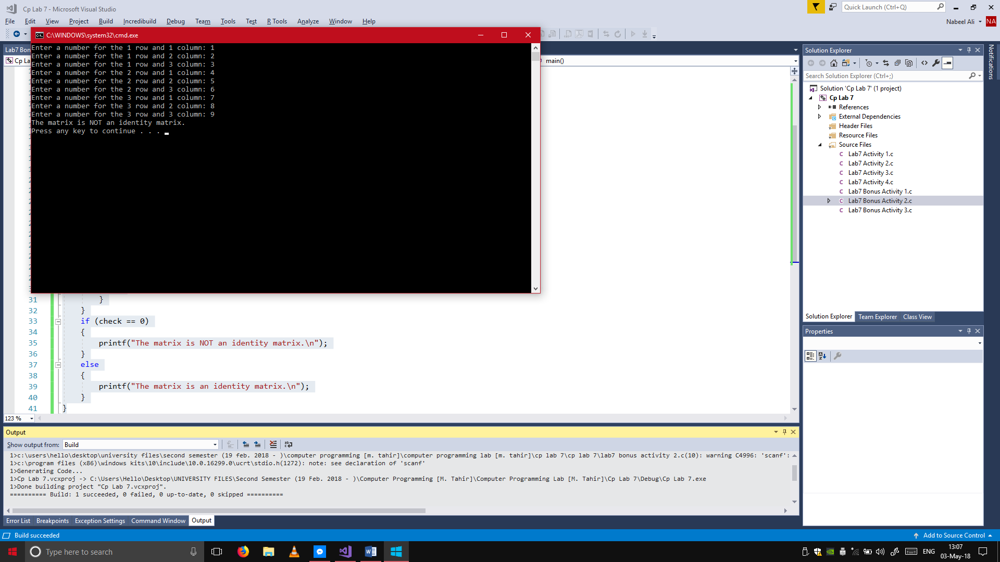 Cp Lab 7 - Microsoft Visual Studio
Quick Launch (Ctrl+Q)
File Edit View Project Build Incredibuild Debug Team Tools Test R Tools Analyze Window Help
Nabeel Ali NA
C:\WINDOWS\system32\cmd.exe
Lab7 Bon
Cp La
main()
Enter a number for the 1 row and 1 column: 1
Enter a number for the 1 row and 2 column: 2
Enter a number for the 1 row and 3 column: 3
Enter a number for the 2 row and 1 column: 4
Enter a number for the 2 row and 2 column: 5
Enter a number for the 2 row and 3 column: 6
Enter a number for the 3 row and 1 column: 7
Enter a number for the 3 row and 2 column: 8
Enter a number for the 3 row and 3 column: 9
The matrix is NOT an identity matrix.
Press any key to continue . . .
31 }
32 }
33 if (check == 0)
34 {
35 printf("The matrix is NOT an identity matrix.\n");
36 }
37 else
38 {
39 printf("The matrix is an identity matrix.\n");
40 }
41 }
123 %
Output
Show output from: Build
1>c:\users\hello\desktop\university files\second semester (19 feb. 2018 - )\computer programming [m. tahir]\computer programming lab [m. tahir]\cp lab 7\cp lab 7\lab7 bonus activity 2.c(10): warning C4996: 'scanf':
1>c:\program files (x86)\windows kits\10\include\10.0.16299.0\ucrt\stdio.h(1272): note: see declaration of 'scanf'
1>Generating Code...
1>Cp Lab 7.vcxproj -> C:\Users\Hello\Desktop\UNIVERSITY FILES\Second Semester (19 Feb. 2018 - )\Computer Programming [M. Tahir]\Computer Programming Lab [M. Tahir]\Cp Lab 7\Debug\Cp Lab 7.exe
1>Done building project "Cp Lab 7.vcxproj".
========== Build: 1 succeeded, 0 failed, 0 up-to-date, 0 skipped ==========
Error List Breakpoints Exception Settings Command Window Output
Solution Explorer
Search Solution Explorer (Ctrl+;)
Solution 'Cp Lab 7' (1 project)
Cp Lab 7
References
External Dependencies
Header Files
Resource Files
Source Files
Lab7 Activity 1.c
Lab7 Activity 2.c
Lab7 Activity 3.c
Lab7 Activity 4.c
Lab7 Bonus Activity 1.c
Lab7 Bonus Activity 2.c
Lab7 Bonus Activity 3.c
Solution Explorer Team Explorer Class View
Properties
Notifications
Build succeeded
Add to Source Control
Type here to search
ENG
13:07
03-May-18